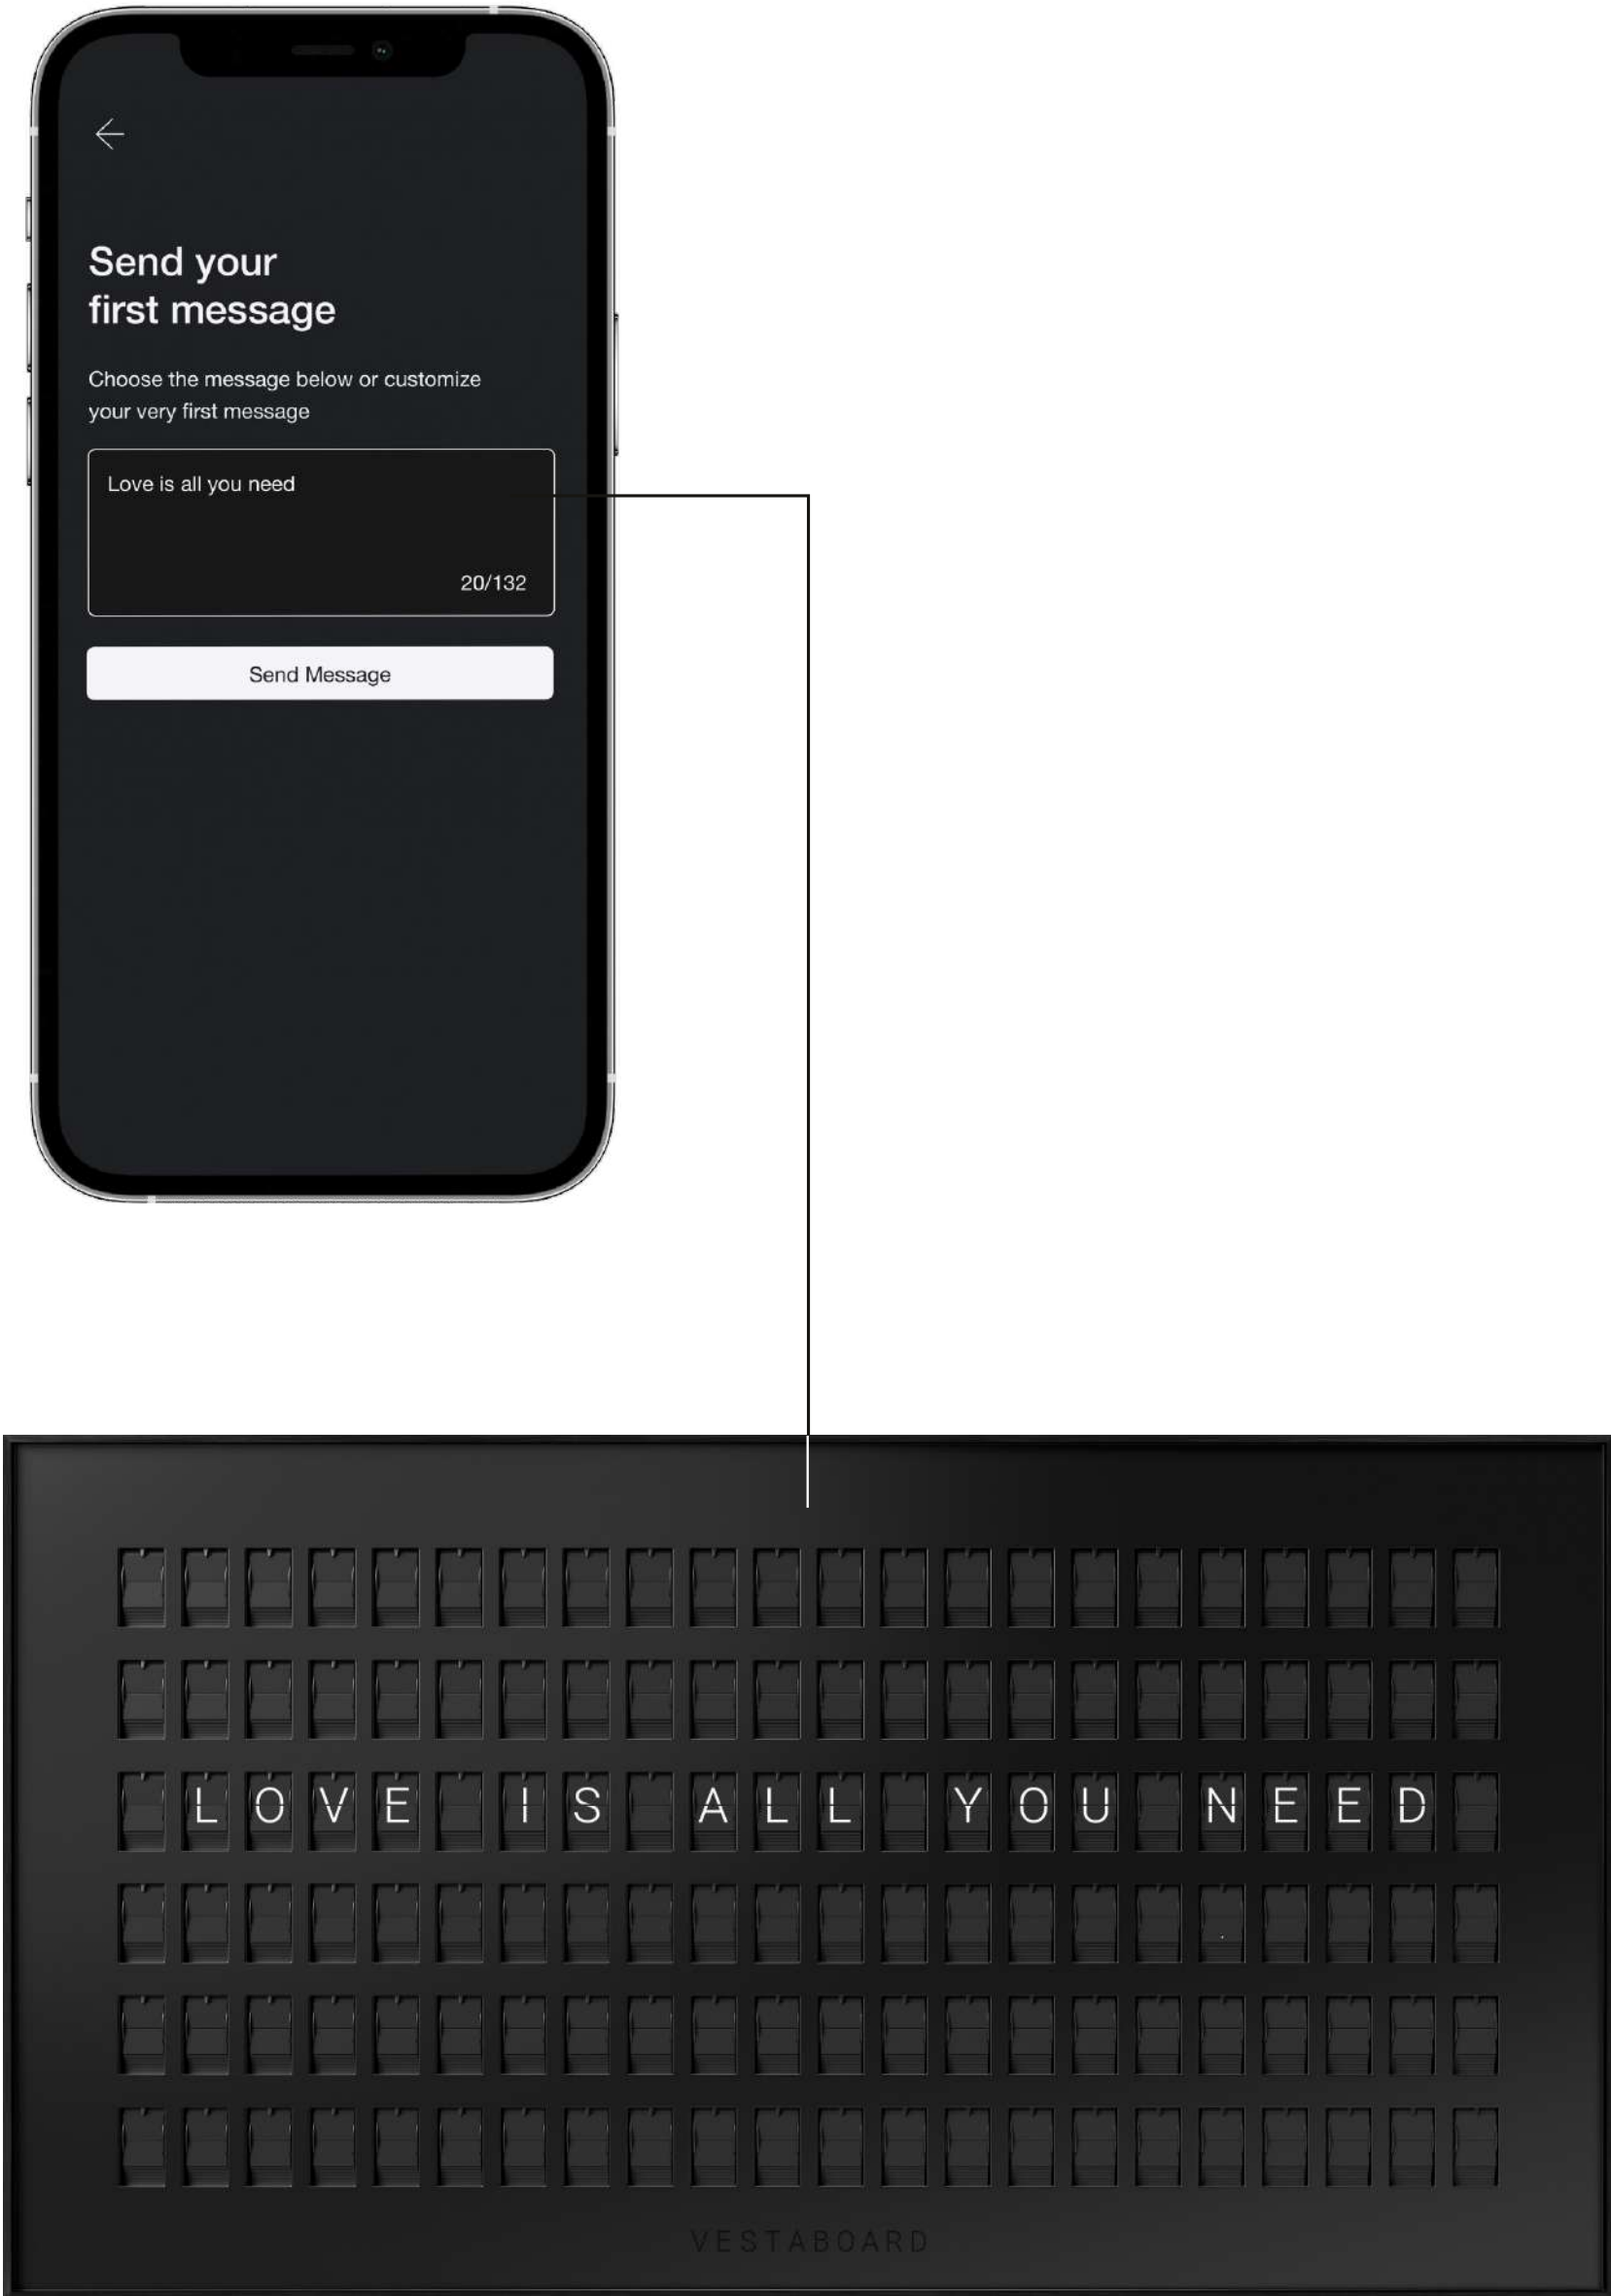 Send your
first message
Choose the message below or customize
your very first message
Love is all you need
20/132
Send Message
LOVE IS ALL YOU NEED
VESTABOARD